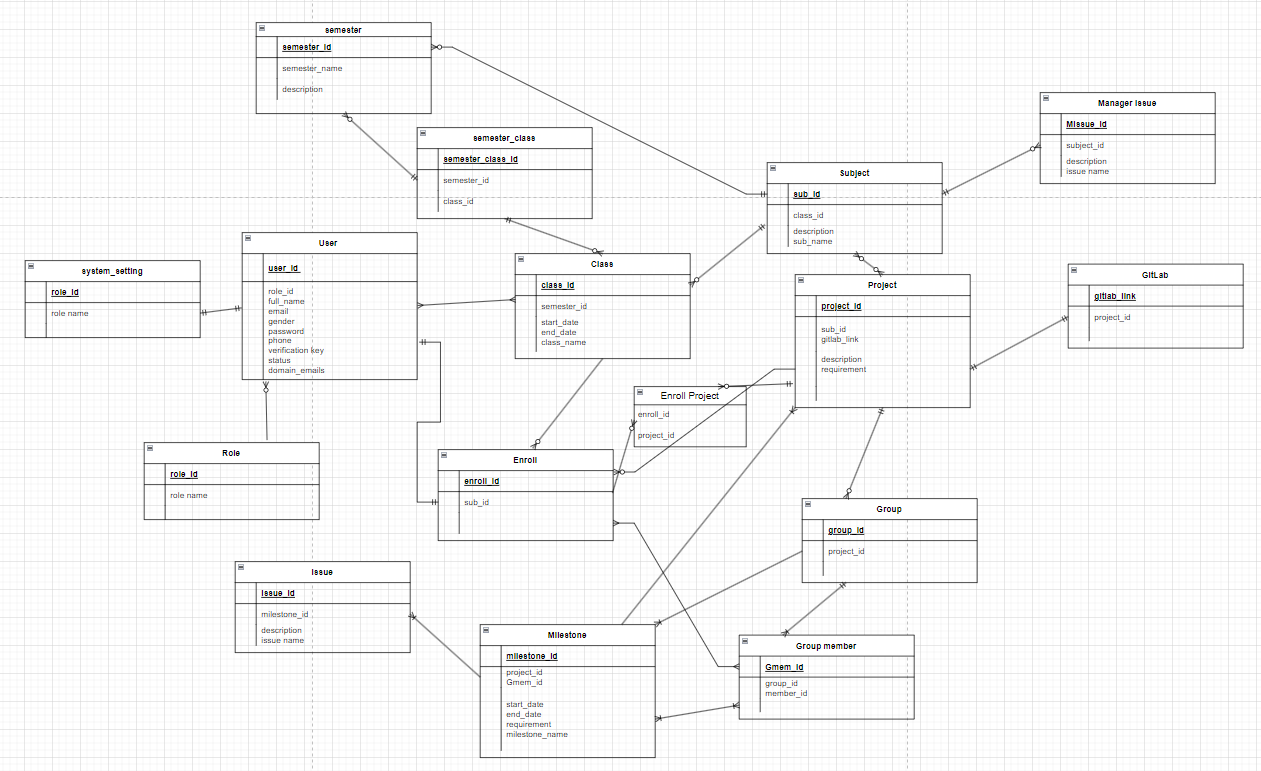 semester
semester_id
semester_name
description
semester_class
semester_class_id
semester_id
class_id
Manager issue
Missue_id
subject_id
description
issue name
Subject
sub_id
class_id
description
sub_name
User
user_id
role_id
full_name
email
gender
password
phone
verification key
status
domain_emails
system_setting
role_id
role name
Class
class_id
semester_id
start_date
end_date
class_name
Project
project_id
sub_id
gitlab_link
description
requirement
GitLab
gitlab_link
project_id
Enroll Project
enroll_id
project_id
Role
role_id
role name
Enroll
enroll_id
sub_id
Group
group_id
project_id
Issue
issue_id
milestone_id
description
issue name
Milestone
milestone_id
project_id
Gmem_id
start_date
end_date
requirement
milestone_name
Group member
Gmem_id
group_id
member_id